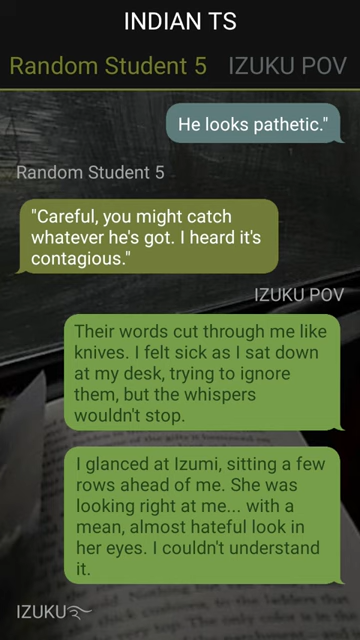 INDIAN TS
Random Student 5 IZUKU POV
He looks pathetic."
Random Student 5
"Careful, you might catch
whatever he's got. I heard it's
contagious."
IZUKU POV
Their words cut through me like
knives. I felt sick as I sat down
at my desk, trying to ignore
them, but the whispers
wouldn't stop.
I glanced at Izumi, sitting a few
rows ahead of me. She was
looking right at me... with a
mean, almost hateful look in
her eyes. I couldn't understand
it.
IZUKU